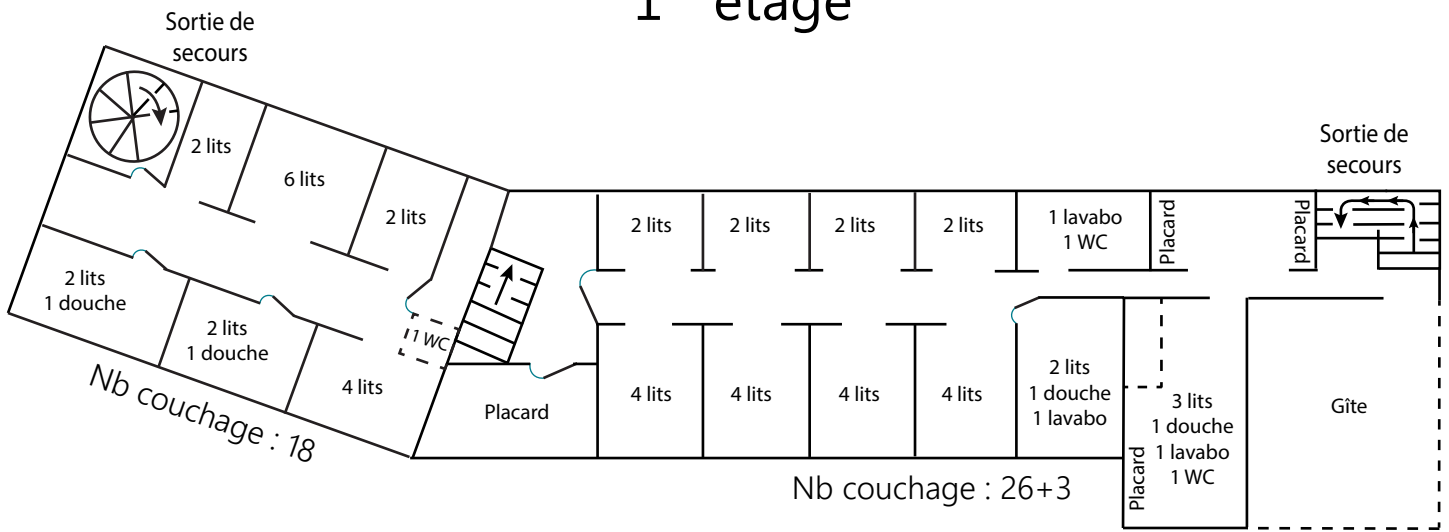 1 étage
Sortie de
secours
2 lits
6 lits
2 lits
2 lits
1 douche
2 lits
1 douche
4 lits
1 WC
Nb couchage : 18
Placard
Sortie de
secours
2 lits
2 lits
2 lits
2 lits
1 lavabo
1 WC
Placard
Placard
4 lits
4 lits
4 lits
4 lits
2 lits
1 douche
1 lavabo
Placard
3 lits
1 douche
1 lavabo
1 WC
Gîte
Nb couchage : 26+3